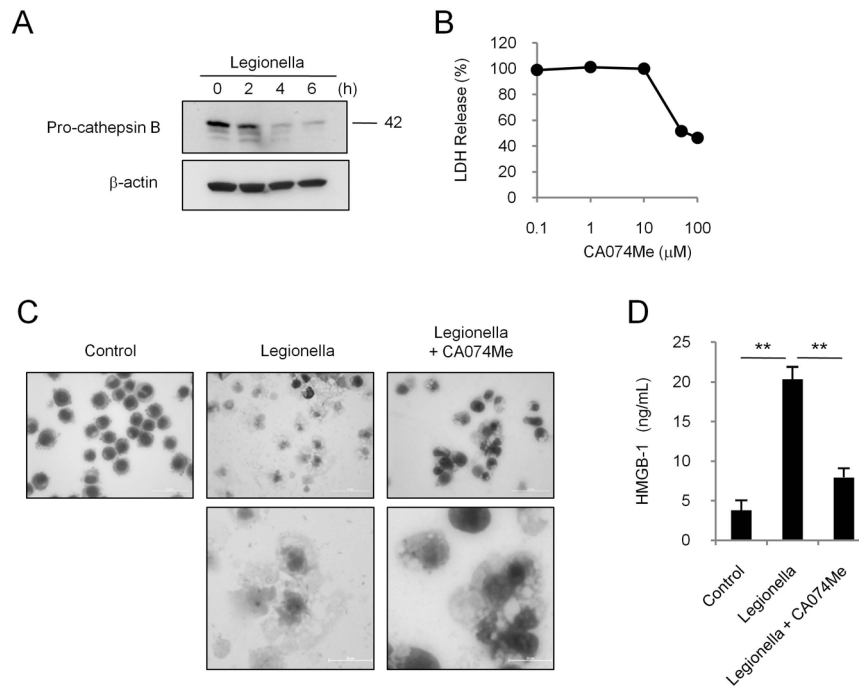 A
Legionella
0 2 4 6 (h)
Pro-cathepsin B
42
β-actin
B
LDH Release (%)
120
100
80
60
40
20
0
0.1 1 10 100
CA074Me (μM)
C
Control
Legionella
Legionella
+ CA074Me
D
HMGB-1 (ng/mL)
25
20
15
10
5
0
** **
Control
Legionella
Legionella + CA074Me